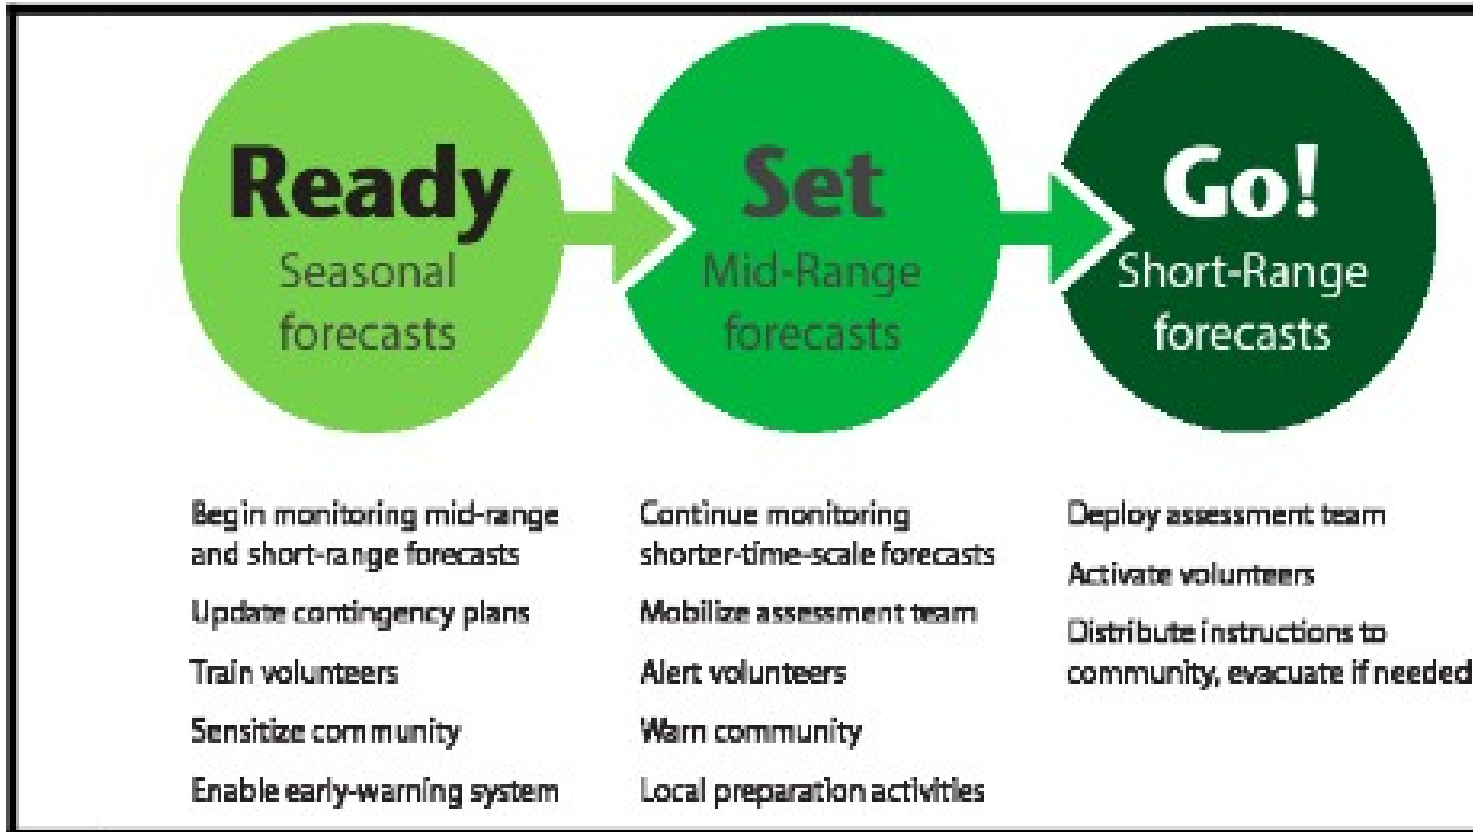 Ready
Seasonal
forecasts
Set
Mid-Range
forecasts
Go!
Short-Range
forecasts
Begin monitoring mid-range
and short-range forecasts
Update contingency plans
Train volunteers
Sensitize community
Enable early-warning system
Continue monitoring
shorter-time-scale forecasts
Mobilize assessment team
Alert volunteers
Warn community
Local preparation activities
Deploy assessment team
Activate volunteers
Distribute instructions to
community, evacuate if needed